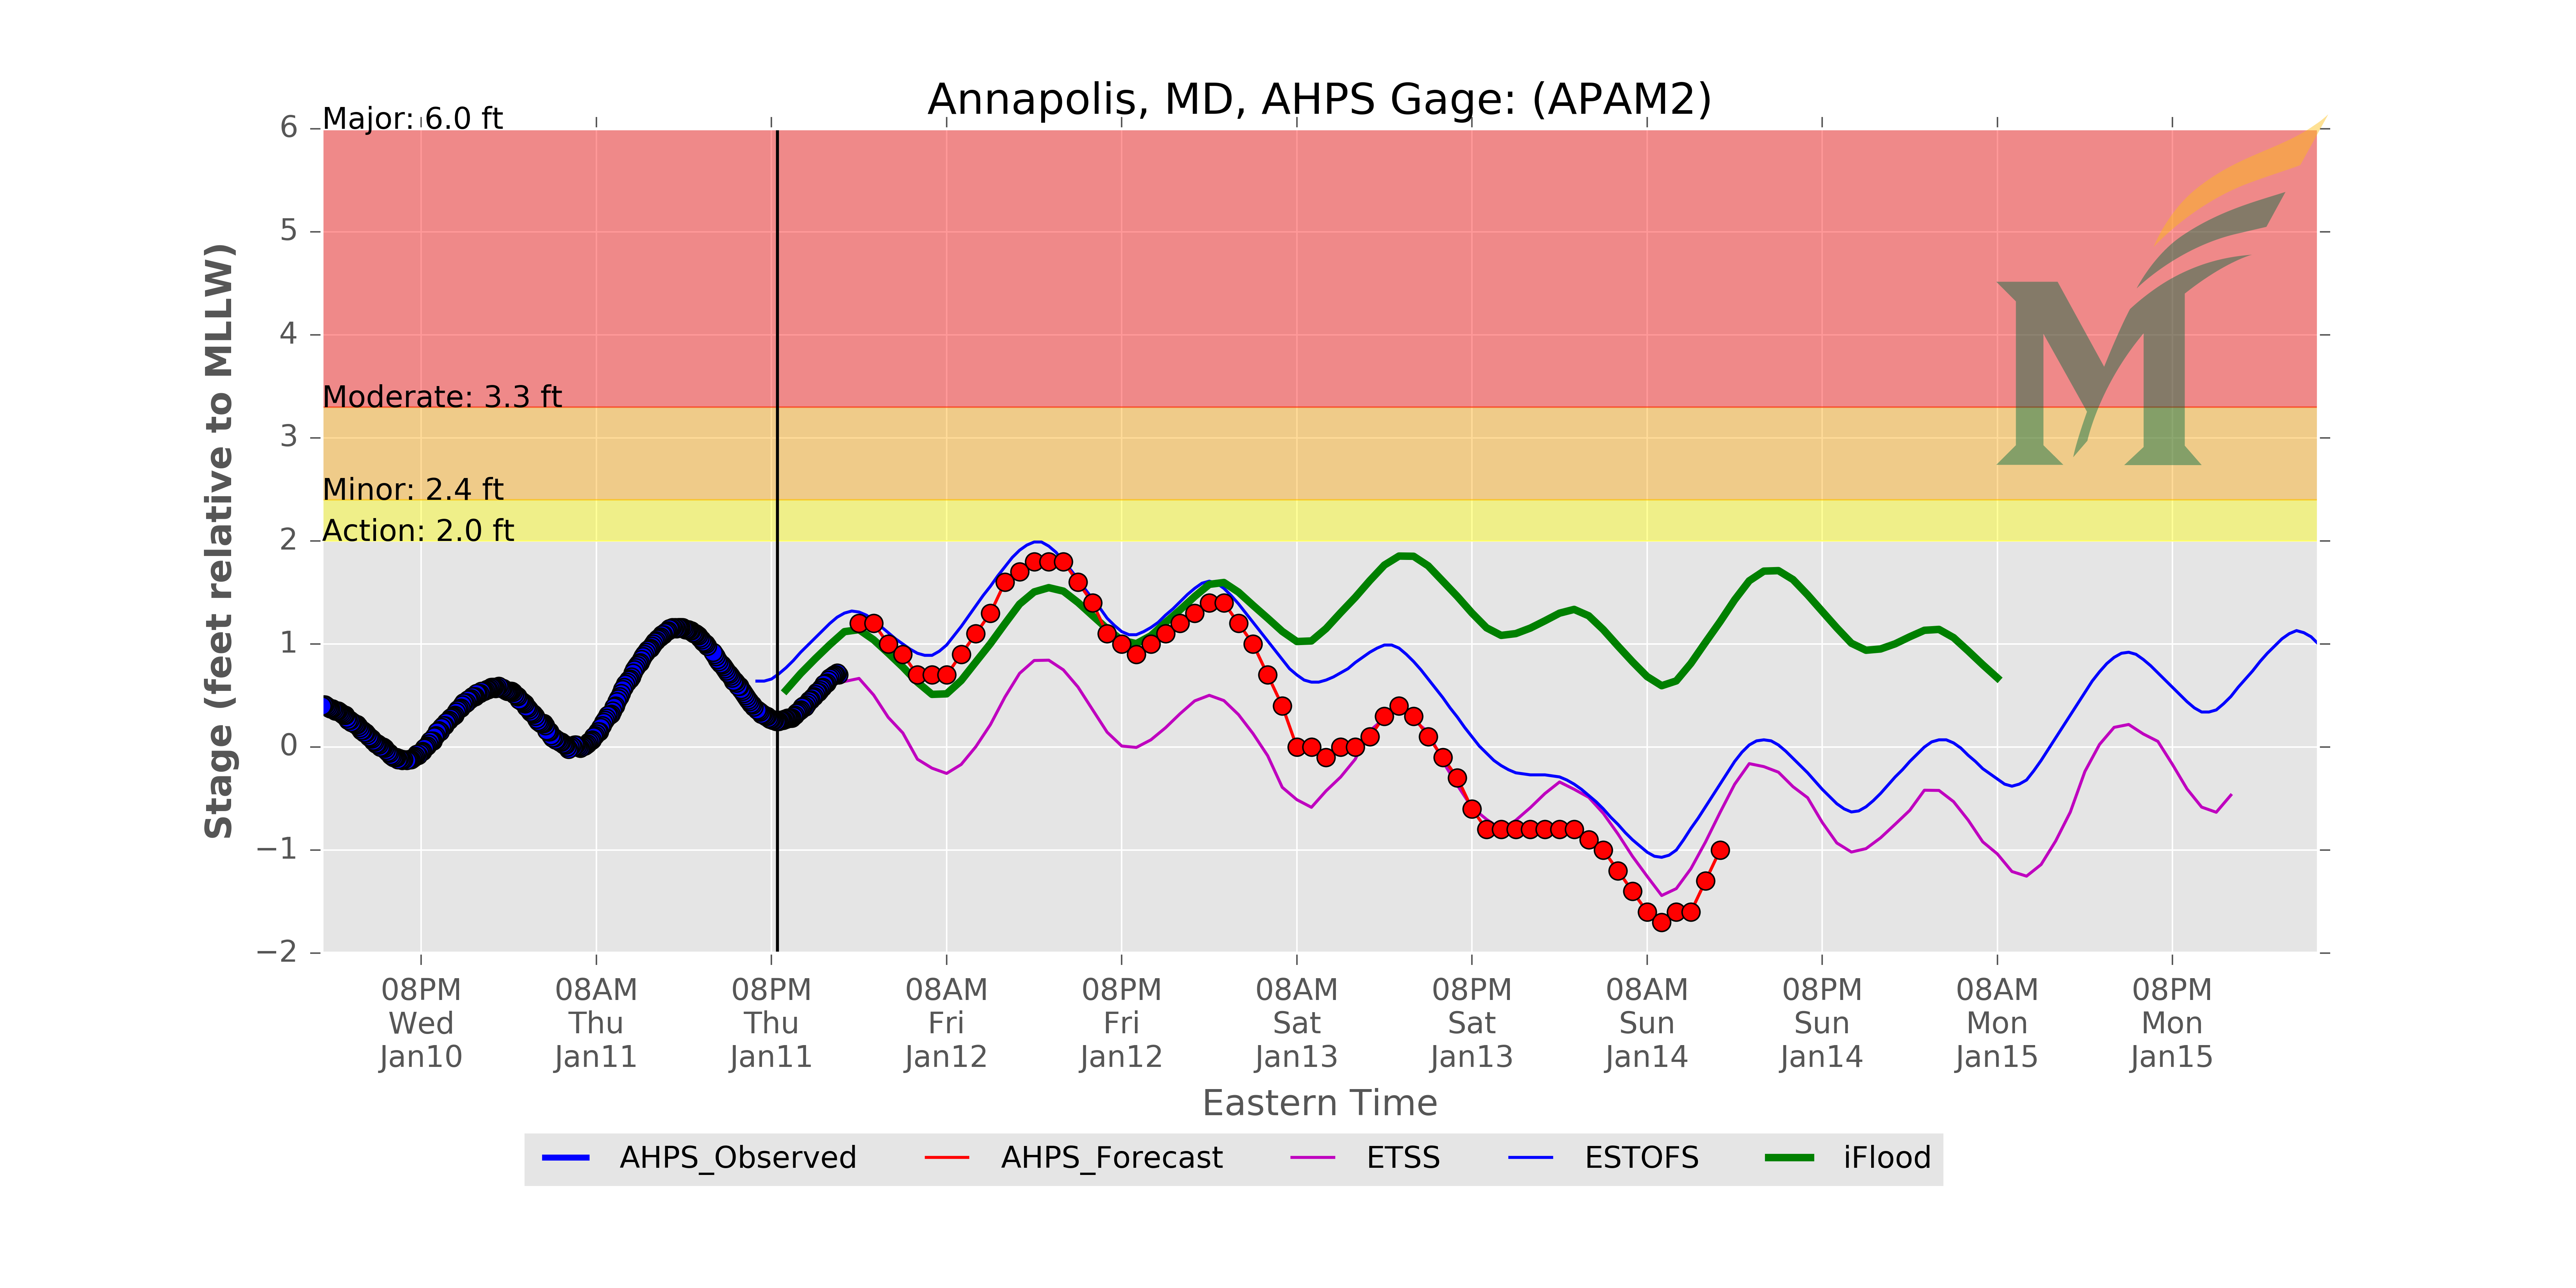 Annapolis, MD, AHPS Gage: (APAM2)
Major: 6.0 ft
Moderate: 3.3 ft
Minor: 2.4 ft
Action: 2.0 ft
6
5
4
3
2
1
0
−1
−2
Stage (feet relative to MLLW)
08PM 08AM 08PM 08AM 08PM 08AM 08PM 08AM 08PM 08AM 08PM
Wed Thu Thu Fri Fri Sat Sat Sun Sun Mon Mon
Jan10 Jan11 Jan11 Jan12 Jan12 Jan13 Jan13 Jan14 Jan14 Jan15 Jan15
Eastern Time
AHPS_Observed AHPS_Forecast ETSS ESTOFS iFlood